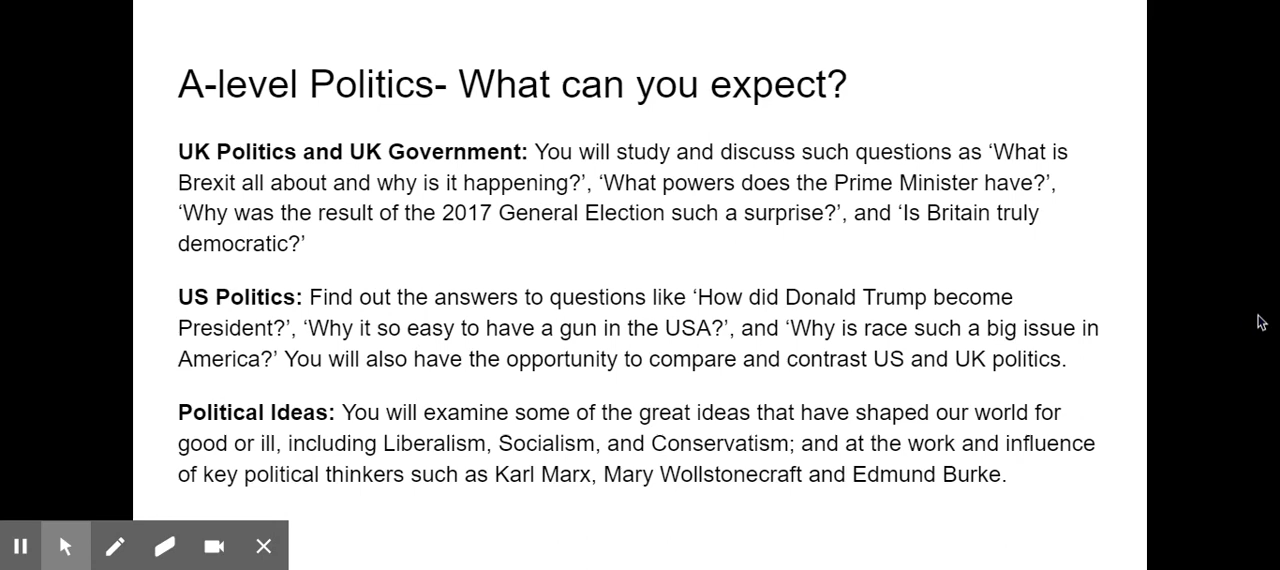 A-level Politics- What can you expect?
UK Politics and UK Government: You will study and discuss such questions as ‘What is
Brexit all about and why is it happening?’, ‘What powers does the Prime Minister have?’,
‘Why was the result of the 2017 General Election such a surprise?’, and ‘Is Britain truly
democratic?’
US Politics: Find out the answers to questions like ‘How did Donald Trump become
President?’, ‘Why it so easy to have a gun in the USA?’, and ‘Why is race such a big issue in
America?’ You will also have the opportunity to compare and contrast US and UK politics.
Political Ideas: You will examine some of the great ideas that have shaped our world for
good or ill, including Liberalism, Socialism, and Conservatism; and at the work and influence
of key political thinkers such as Karl Marx, Mary Wollstonecraft and Edmund Burke.